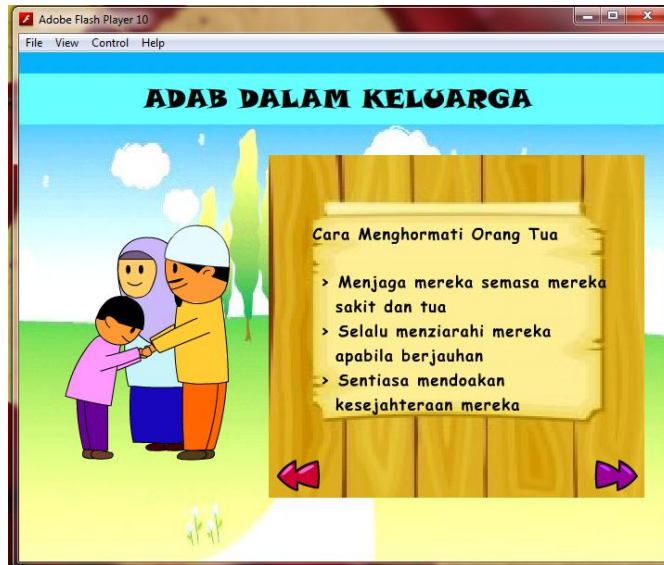 Adobe Flash Player 10
File View Control Help
ADAB DALAM KELUARGA
Cara Menghormati Orang Tua
> Menjaga mereka semasa mereka
sakit dan tua
> Selalu menziarahi mereka
apabila berjauhan
> Sentiasa mendoakan
kesejahteraan mereka